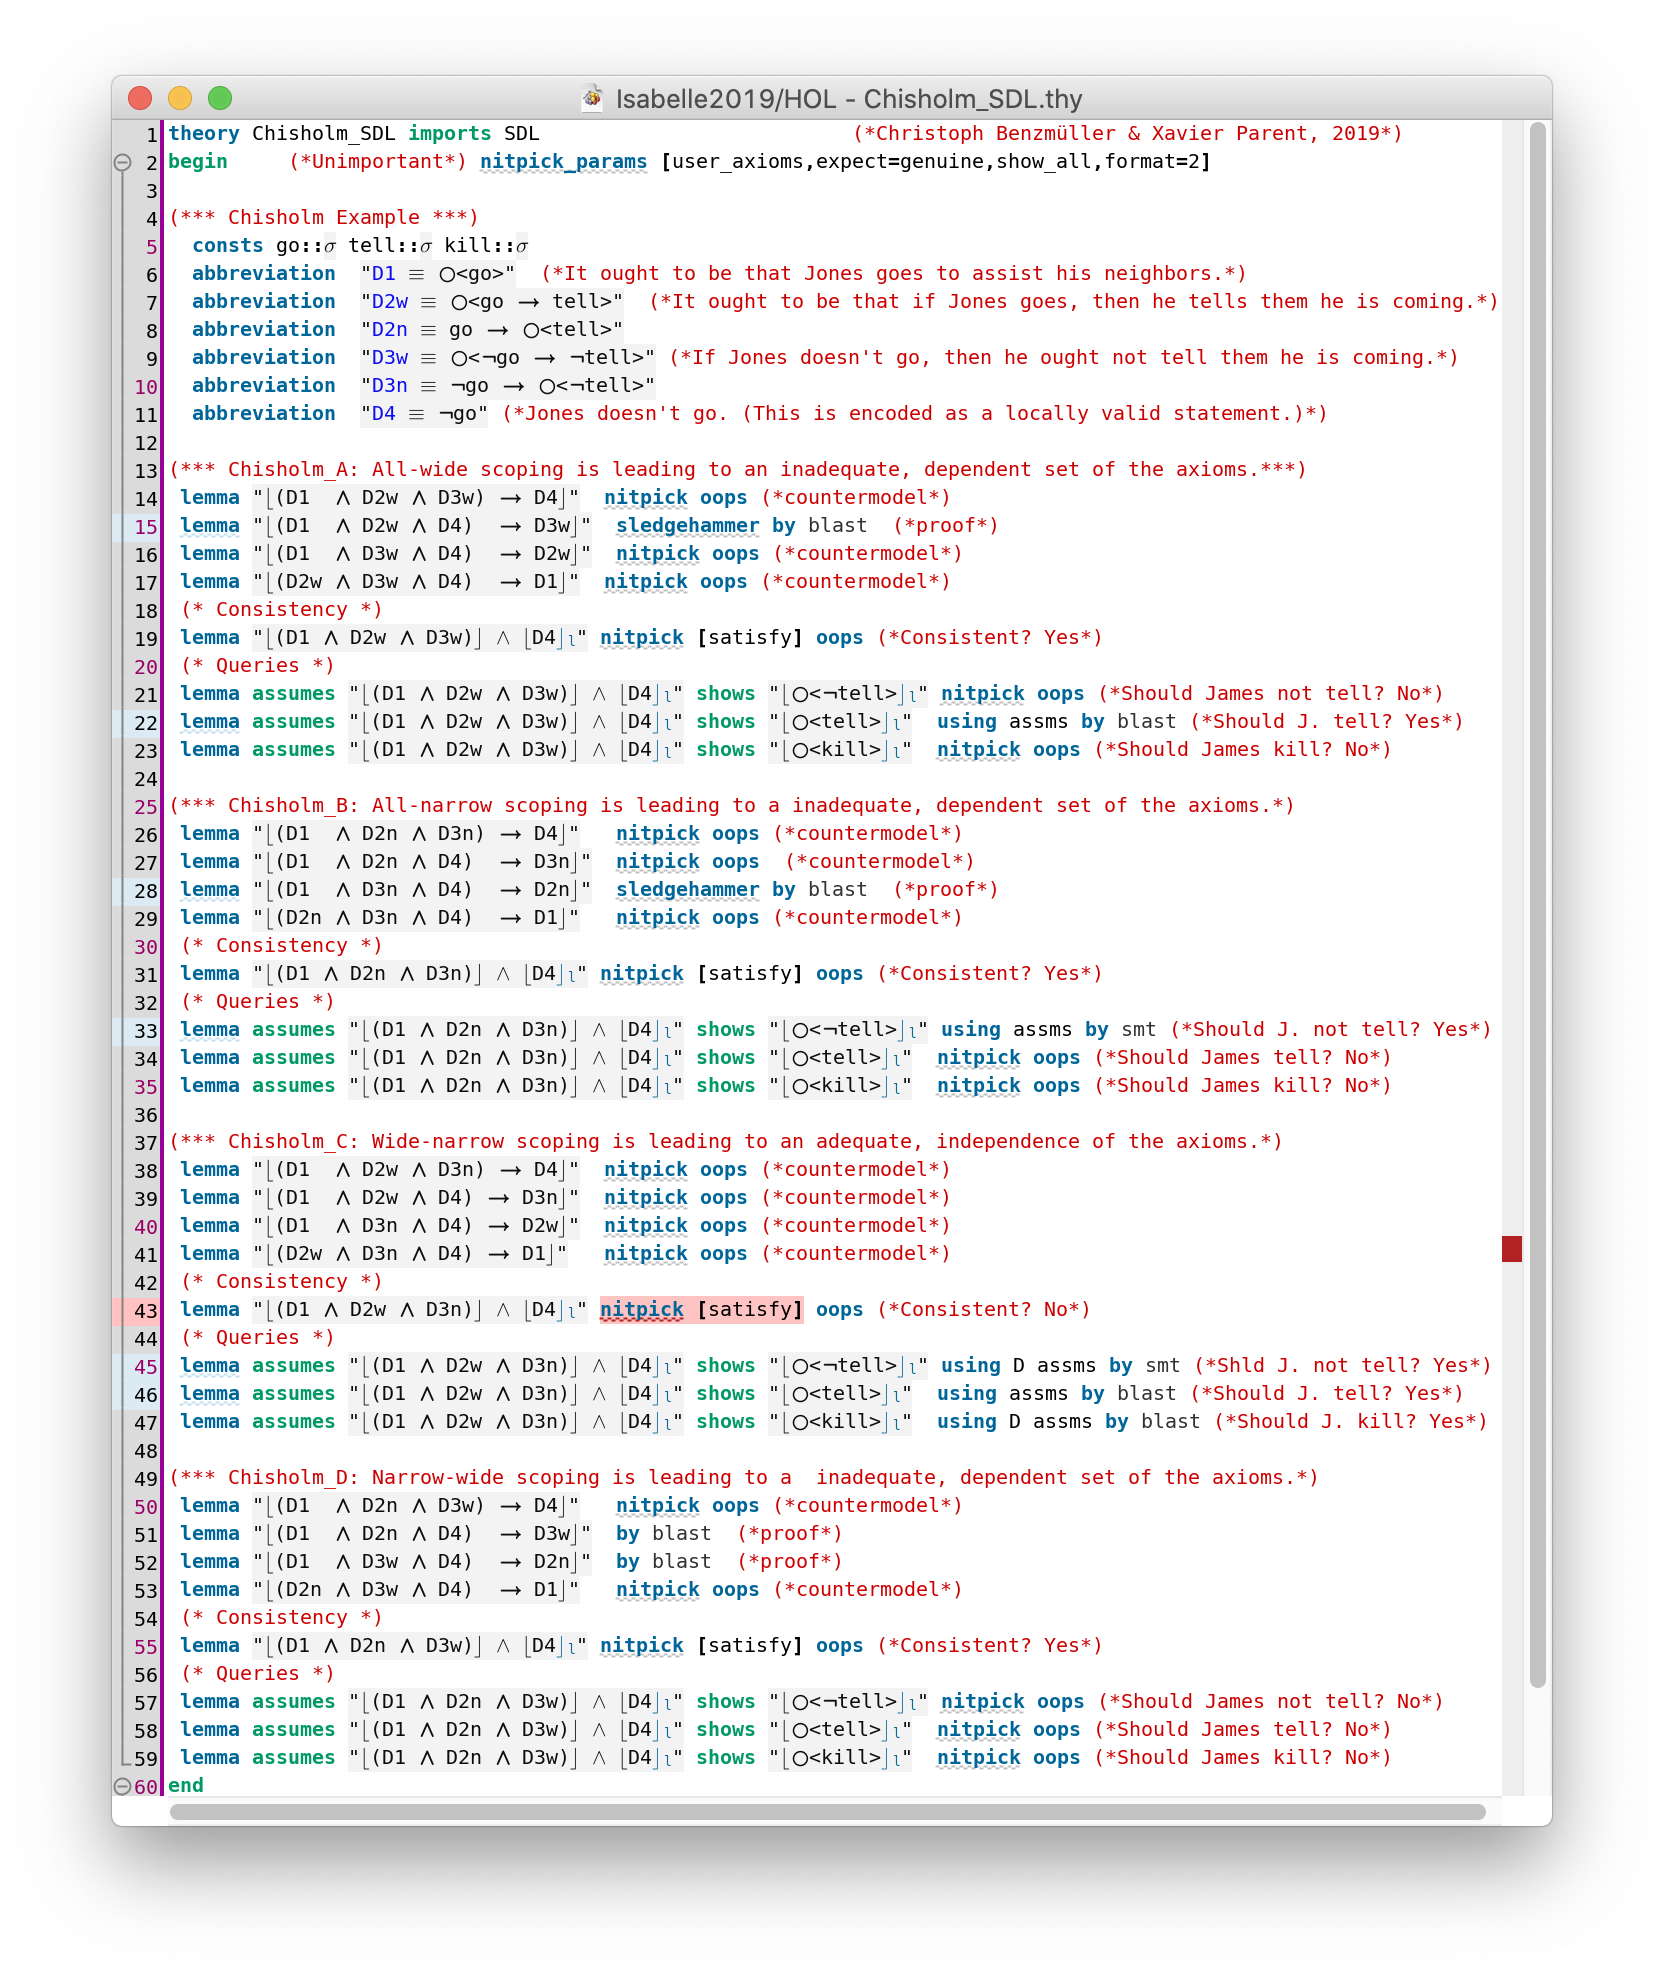 Isabelle2019/HOL - Chisholm_SDL.thy
1 theory Chisholm_SDL imports SDL (*Christoph Benzmüller & Xavier Parent, 2019*)
2 begin (*Unimportant*) nitpick_params [user_axioms,expect=genuine,show_all,format=2]
3
4 (*** Chisholm Example ***)
5 consts go::σ tell::σ kill::σ
6 abbreviation "D1 ≡ ◯<go>" (*It ought to be that Jones goes to assist his neighbors.*)
7 abbreviation "D2w ≡ ◯<go ⟶ tell>" (*It ought to be that if Jones goes, then he tells them he is coming.*)
8 abbreviation "D2n ≡ go ⟶ ◯<tell>"
9 abbreviation "D3w ≡ ◯<¬go ⟶ ¬tell>" (*If Jones doesn't go, then he ought not tell them he is coming.*)
10 abbreviation "D3n ≡ ¬go ⟶ ◯<¬tell>"
11 abbreviation "D4 ≡ ¬go" (*Jones doesn't go. (This is encoded as a locally valid statement.)*)
12
13 (*** Chisholm_A: All-wide scoping is leading to an inadequate, dependent set of the axioms.***)
14 lemma "⌊(D1 ∧ D2w ∧ D3w) ⟶ D4⌋" nitpick oops (*countermodel*)
15 lemma "⌊(D1 ∧ D2w ∧ D4) ⟶ D3w⌋" sledgehammer by blast (*proof*)
16 lemma "⌊(D1 ∧ D3w ∧ D4) ⟶ D2w⌋" nitpick oops (*countermodel*)
17 lemma "⌊(D2w ∧ D3w ∧ D4) ⟶ D1⌋" nitpick oops (*countermodel*)
18 (* Consistency *)
19 lemma "⌊(D1 ∧ D2w ∧ D3w)⌋ ∧ ⌊D4⌋ₗ" nitpick [satisfy] oops (*Consistent? Yes*)
20 (* Queries *)
21 lemma assumes "⌊(D1 ∧ D2w ∧ D3w)⌋ ∧ ⌊D4⌋ₗ" shows "⌊◯<¬tell>⌋ₗ" nitpick oops (*Should James not tell? No*)
22 lemma assumes "⌊(D1 ∧ D2w ∧ D3w)⌋ ∧ ⌊D4⌋ₗ" shows "⌊◯<tell>⌋ₗ" using assms by blast (*Should J. tell? Yes*)
23 lemma assumes "⌊(D1 ∧ D2w ∧ D3w)⌋ ∧ ⌊D4⌋ₗ" shows "⌊◯<kill>⌋ₗ" nitpick oops (*Should James kill? No*)
24
25 (*** Chisholm_B: All-narrow scoping is leading to a inadequate, dependent set of the axioms.*)
26 lemma "⌊(D1 ∧ D2n ∧ D3n) ⟶ D4⌋" nitpick oops (*countermodel*)
27 lemma "⌊(D1 ∧ D2n ∧ D4) ⟶ D3n⌋" nitpick oops (*countermodel*)
28 lemma "⌊(D1 ∧ D3n ∧ D4) ⟶ D2n⌋" sledgehammer by blast (*proof*)
29 lemma "⌊(D2n ∧ D3n ∧ D4) ⟶ D1⌋" nitpick oops (*countermodel*)
30 (* Consistency *)
31 lemma "⌊(D1 ∧ D2n ∧ D3n)⌋ ∧ ⌊D4⌋ₗ" nitpick [satisfy] oops (*Consistent? Yes*)
32 (* Queries *)
33 lemma assumes "⌊(D1 ∧ D2n ∧ D3n)⌋ ∧ ⌊D4⌋ₗ" shows "⌊◯<¬tell>⌋ₗ" using assms by smt (*Should J. not tell? Yes*)
34 lemma assumes "⌊(D1 ∧ D2n ∧ D3n)⌋ ∧ ⌊D4⌋ₗ" shows "⌊◯<tell>⌋ₗ" nitpick oops (*Should James tell? No*)
35 lemma assumes "⌊(D1 ∧ D2n ∧ D3n)⌋ ∧ ⌊D4⌋ₗ" shows "⌊◯<kill>⌋ₗ" nitpick oops (*Should James kill? No*)
36
37 (*** Chisholm_C: Wide-narrow scoping is leading to an adequate, independence of the axioms.*)
38 lemma "⌊(D1 ∧ D2w ∧ D3n) ⟶ D4⌋" nitpick oops (*countermodel*)
39 lemma "⌊(D1 ∧ D2w ∧ D4) ⟶ D3n⌋" nitpick oops (*countermodel*)
40 lemma "⌊(D1 ∧ D3n ∧ D4) ⟶ D2w⌋" nitpick oops (*countermodel*)
41 lemma "⌊(D2w ∧ D3n ∧ D4) ⟶ D1⌋" nitpick oops (*countermodel*)
42 (* Consistency *)
43 lemma "⌊(D1 ∧ D2w ∧ D3n)⌋ ∧ ⌊D4⌋ₗ" nitpick [satisfy] oops (*Consistent? No*)
44 (* Queries *)
45 lemma assumes "⌊(D1 ∧ D2w ∧ D3n)⌋ ∧ ⌊D4⌋ₗ" shows "⌊◯<¬tell>⌋ₗ" using D assms by smt (*Shld J. not tell? Yes*)
46 lemma assumes "⌊(D1 ∧ D2w ∧ D3n)⌋ ∧ ⌊D4⌋ₗ" shows "⌊◯<tell>⌋ₗ" using assms by blast (*Should J. tell? Yes*)
47 lemma assumes "⌊(D1 ∧ D2w ∧ D3n)⌋ ∧ ⌊D4⌋ₗ" shows "⌊◯<kill>⌋ₗ" using D assms by blast (*Should J. kill? Yes*)
48
49 (*** Chisholm_D: Narrow-wide scoping is leading to a inadequate, dependent set of the axioms.*)
50 lemma "⌊(D1 ∧ D2n ∧ D3w) ⟶ D4⌋" nitpick oops (*countermodel*)
51 lemma "⌊(D1 ∧ D2n ∧ D4) ⟶ D3w⌋" by blast (*proof*)
52 lemma "⌊(D1 ∧ D3w ∧ D4) ⟶ D2n⌋" by blast (*proof*)
53 lemma "⌊(D2n ∧ D3w ∧ D4) ⟶ D1⌋" nitpick oops (*countermodel*)
54 (* Consistency *)
55 lemma "⌊(D1 ∧ D2n ∧ D3w)⌋ ∧ ⌊D4⌋ₗ" nitpick [satisfy] oops (*Consistent? Yes*)
56 (* Queries *)
57 lemma assumes "⌊(D1 ∧ D2n ∧ D3w)⌋ ∧ ⌊D4⌋ₗ" shows "⌊◯<¬tell>⌋ₗ" nitpick oops (*Should James not tell? No*)
58 lemma assumes "⌊(D1 ∧ D2n ∧ D3w)⌋ ∧ ⌊D4⌋ₗ" shows "⌊◯<tell>⌋ₗ" nitpick oops (*Should James tell? No*)
59 lemma assumes "⌊(D1 ∧ D2n ∧ D3w)⌋ ∧ ⌊D4⌋ₗ" shows "⌊◯<kill>⌋ₗ" nitpick oops (*Should James kill? No*)
60 end